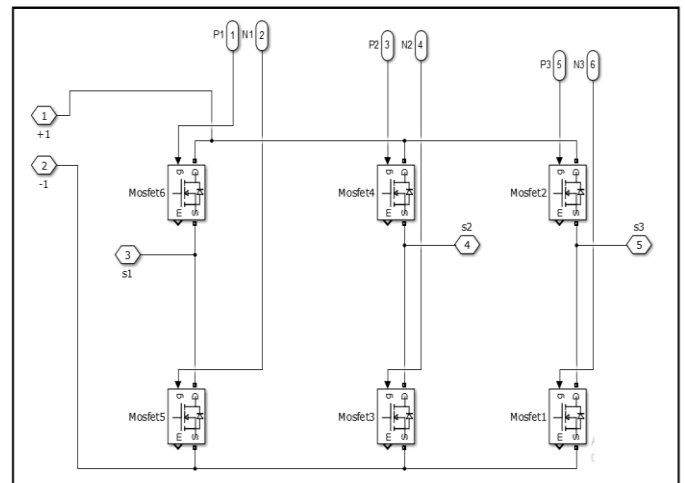 P1 1 N1 2
P2 3 N2 4
P3 5 N3 6
1
+1
2
-1
g D
Mosfet6
m S
g D
Mosfet4
m S
g D
Mosfet2
m S
3
s1
s2
4
s3
5
g D
Mosfet5
m S
g D
Mosfet3
m S
g D
Mosfet1
m S